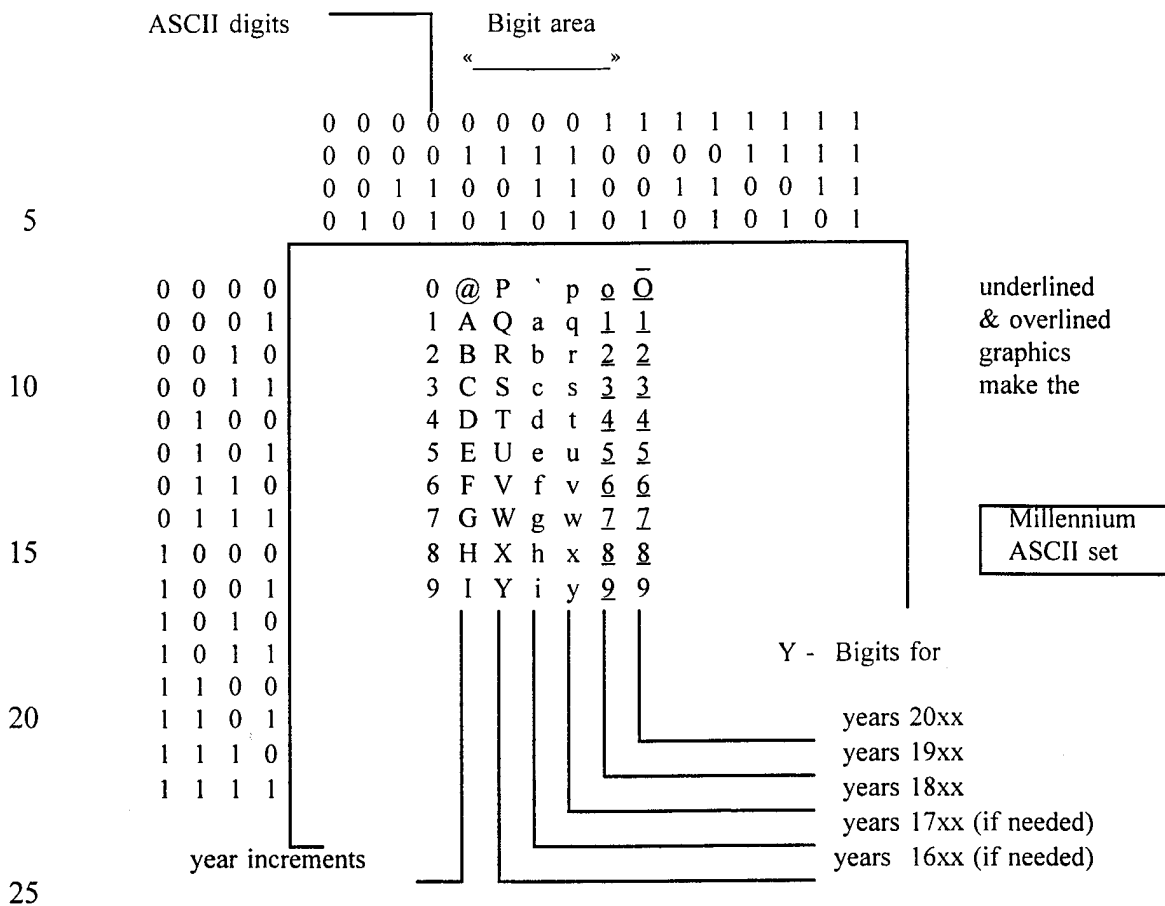 ASCII digits Bigit area
« »
0 0 0 0 0 0 0 0 1 1 1 1 1 1 1 1
0 0 0 0 1 1 1 1 0 0 0 0 1 1 1 1
0 0 1 1 0 0 1 1 0 0 1 1 0 0 1 1
5 0 1 0 1 0 1 0 1 0 1 0 1 0 1 0 1
0 0 0 0 0 @ P ` p o Ō underlined
0 0 0 1 1 A Q a q 1 1 & overlined
0 0 1 0 2 B R b r 2 2 graphics
10 0 0 1 1 3 C S c s 3 3 make the
0 1 0 0 4 D T d t 4 4
0 1 0 1 5 E U e u 5 5
0 1 1 0 6 F V f v 6 6
0 1 1 1 7 G W g w 7 7 Millennium
15 1 0 0 0 8 H X h x 8 8 ASCII set
1 0 0 1 9 I Y i y 9 9
1 0 1 0
1 0 1 1 Y - Bigits for
1 1 0 0
20 1 1 0 1 years 20xx
1 1 1 0 years 19xx
1 1 1 1 years 18xx
years 17xx (if needed)
year increments years 16xx (if needed)
25